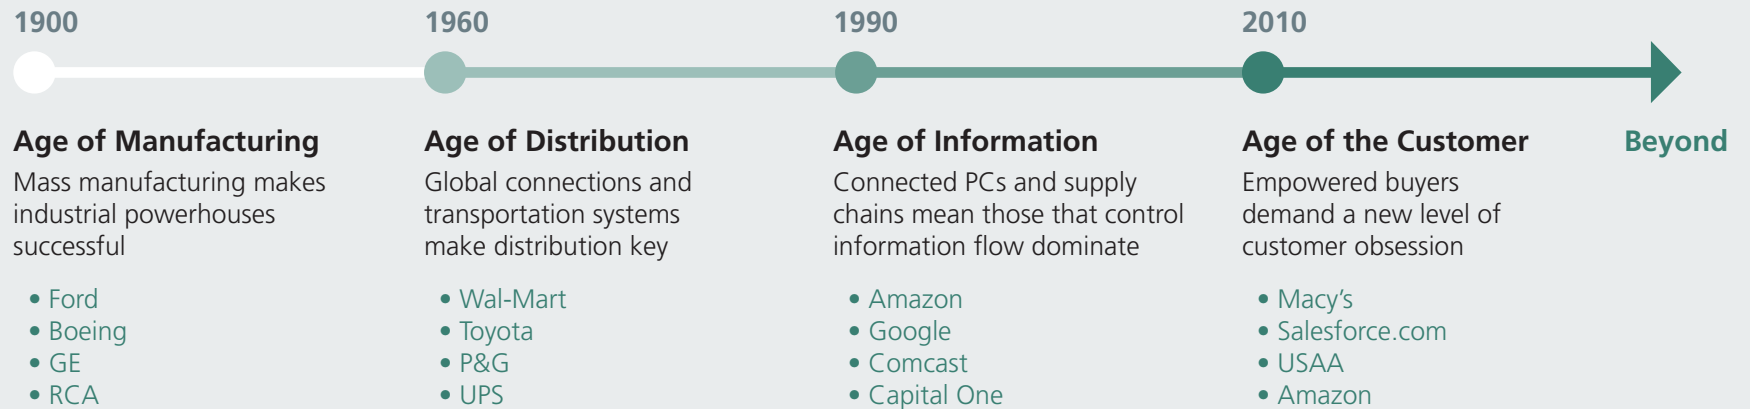 1900
1960
1990
2010
Age of Manufacturing
Mass manufacturing makes
industrial powerhouses
successful
• Ford
• Boeing
• GE
• RCA
Age of Distribution
Global connections and
transportation systems
make distribution key
• Wal-Mart
• Toyota
• P&G
• UPS
Age of Information
Connected PCs and supply
chains mean those that control
information flow dominate
• Amazon
• Google
• Comcast
• Capital One
Age of the Customer
Empowered buyers
demand a new level of
customer obsession
• Macy’s
• Salesforce.com
• USAA
• Amazon
Beyond